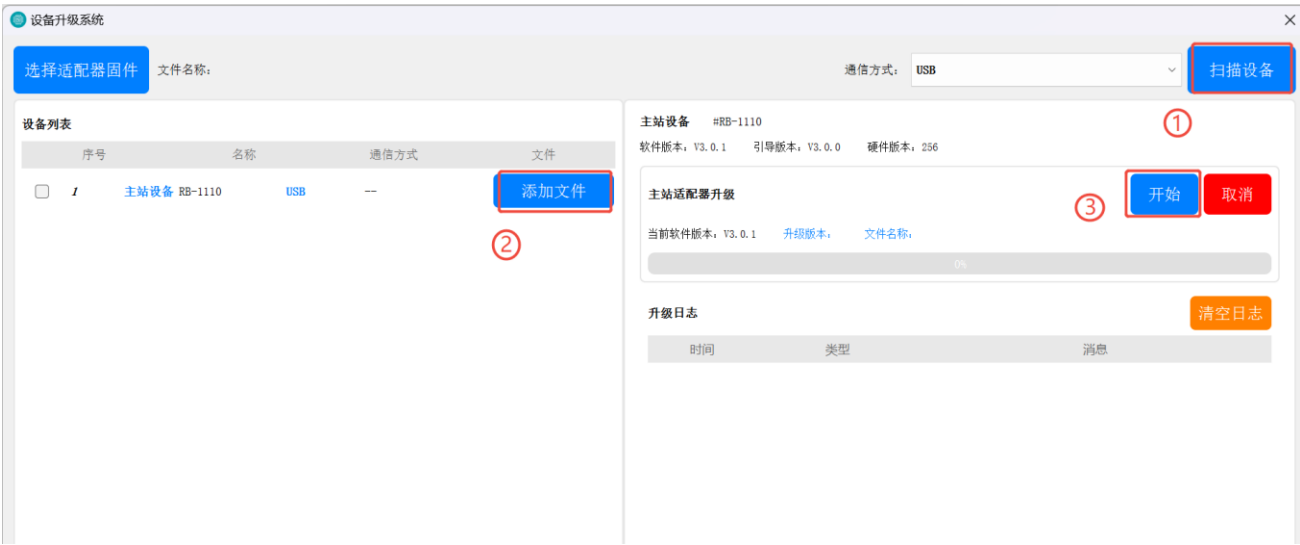 设备升级系统
选择适配器固件 文件名称: 通信方式: USB 扫描设备
①
设备列表
序号 名称 通信方式 文件
1 主站设备 RB-1110 USB -- 添加文件
②
主站设备 #RB-1110
软件版本: V3.0.1 引导版本: V3.0.0 硬件版本: 256
主站适配器升级 ③ 开始 取消
当前软件版本: V3.0.1 升级版本: 文件名称:
0%
升级日志 清空日志
时间 类型 消息